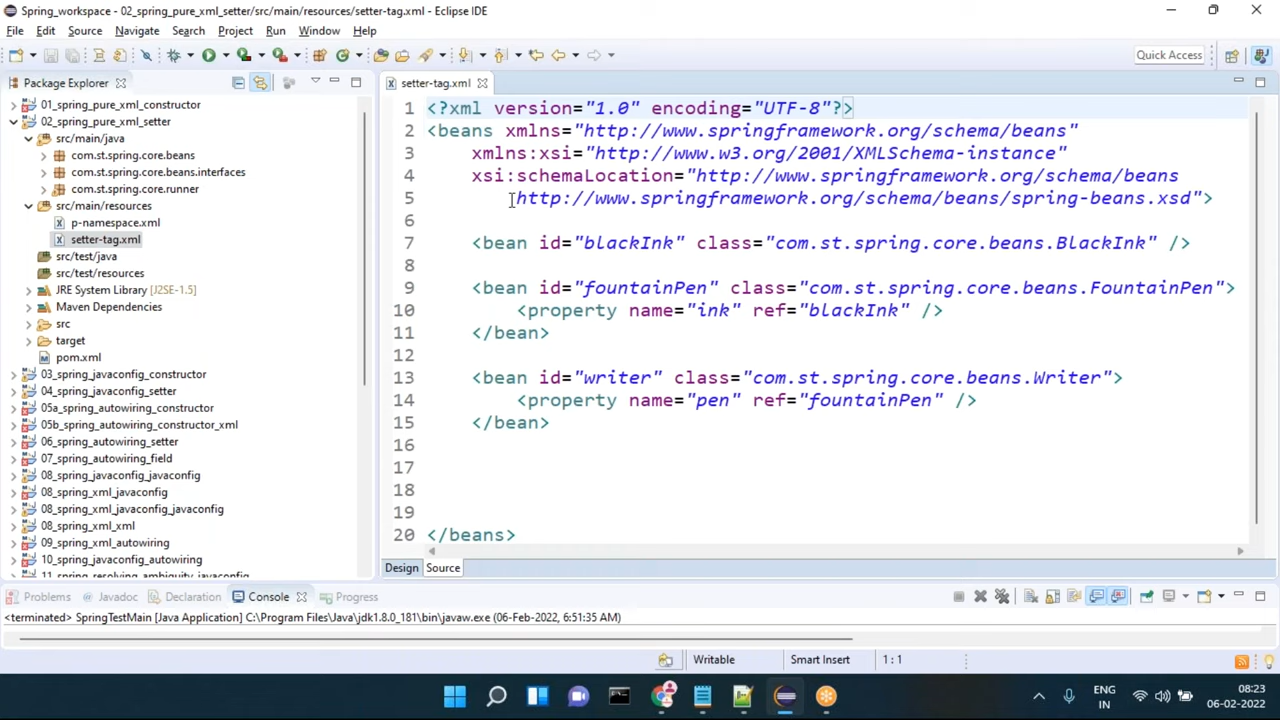 Spring_workspace - 02_spring_pure_xml_setter/src/main/resources/setter-tag.xml - Eclipse IDE
File Edit Source Navigate Search Project Run Window Help
Quick Access
Package Explorer
01_spring_pure_xml_constructor
02_spring_pure_xml_setter
src/main/java
com.st.spring.core.beans
com.st.spring.core.beans.interfaces
com.st.spring.core.runner
src/main/resources
p-namespace.xml
setter-tag.xml
src/test/java
src/test/resources
JRE System Library [J2SE-1.5]
Maven Dependencies
src
target
pom.xml
03_spring_javaconfig_constructor
04_spring_javaconfig_setter
05a_spring_autowiring_constructor
05b_spring_autowiring_constructor_xml
06_spring_autowiring_setter
07_spring_autowiring_field
08_spring_javaconfig_javaconfig
08_spring_xml_javaconfig
08_spring_xml_javaconfig_javaconfig
08_spring_xml_xml
09_spring_xml_autowiring
10_spring_javaconfig_autowiring
11_spring_resolving_ambiguity_javaconfig
setter-tag.xml
1 <?xml version="1.0" encoding="UTF-8"?>
2 <beans xmlns="http://www.springframework.org/schema/beans"
3 xmlns:xsi="http://www.w3.org/2001/XMLSchema-instance"
4 xsi:schemaLocation="http://www.springframework.org/schema/beans
5 http://www.springframework.org/schema/beans/spring-beans.xsd">
6
7 <bean id="blackInk" class="com.st.spring.core.beans.BlackInk" />
8
9 <bean id="fountainPen" class="com.st.spring.core.beans.FountainPen">
10 <property name="ink" ref="blackInk" />
11 </bean>
12
13 <bean id="writer" class="com.st.spring.core.beans.Writer">
14 <property name="pen" ref="fountainPen" />
15 </bean>
16
17
18
19
20 </beans>
Design Source
Problems Javadoc Declaration Console Progress
<terminated> SpringTestMain [Java Application] C:\Program Files\Java\jdk1.8.0_181\bin\javaw.exe (06-Feb-2022, 6:51:35 AM)
Writable Smart Insert 1 : 1
ENG
IN
08:23
06-02-2022